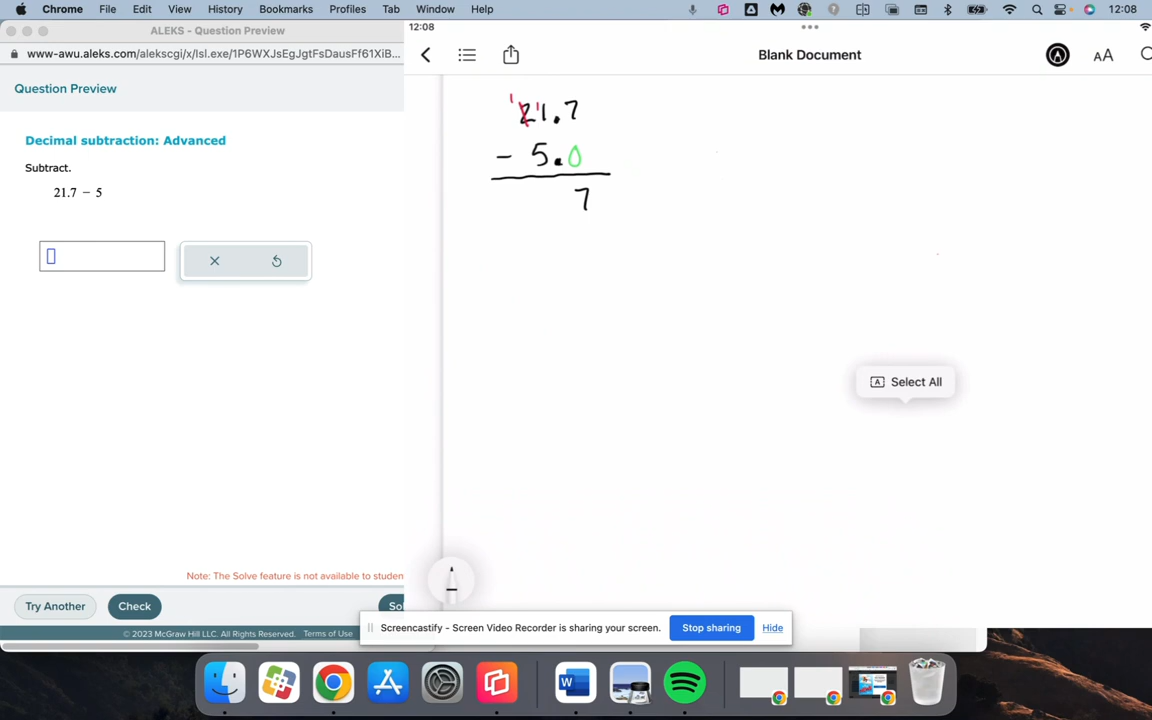 Chrome File Edit View History Bookmarks Profiles Tab Window Help 12:08
ALEKS - Question Preview
www-awu.aleks.com/alekscgi/x/Isl.exe/1P6WXJsEgJgtFsDausFf61XiB...
Question Preview
Decimal subtraction: Advanced
Subtract.
21.7 − 5
Note: The Solve feature is not available to studen
Try Another Check So
© 2023 McGraw Hill LLC. All Rights Reserved. Terms of Use
12:08
Blank Document
AA
1 1
21.7
− 5.0
7
A Select All
Screencastify - Screen Video Recorder is sharing your screen. Stop sharing Hide
W